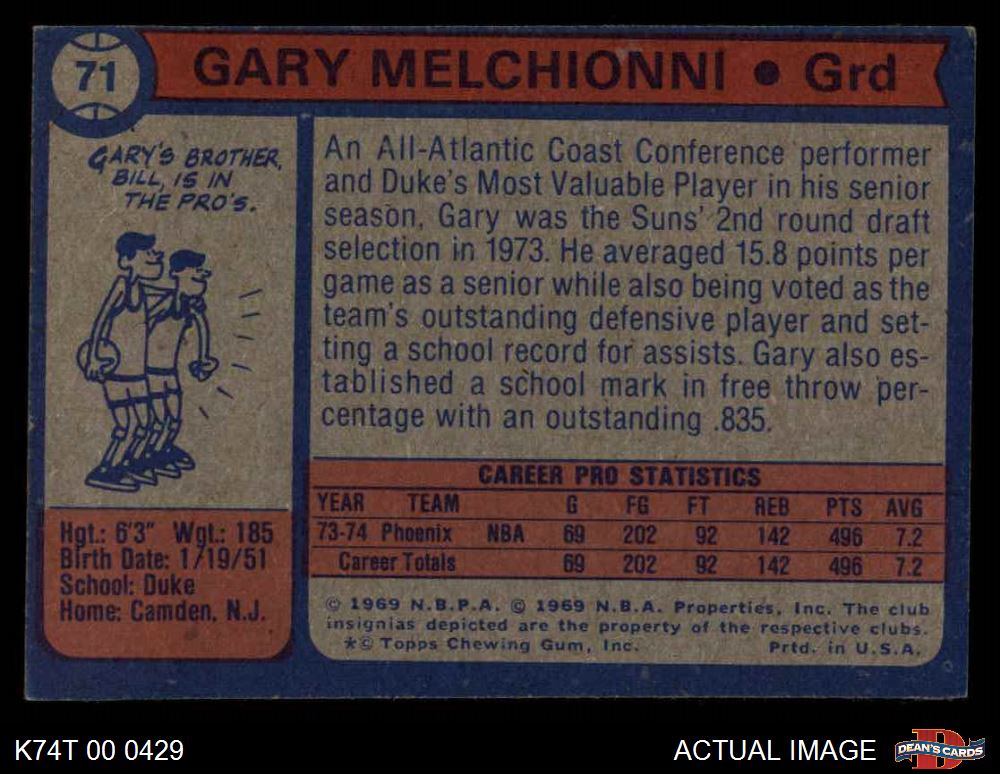 71
GARY MELCHIONNI • Grd
GARY'S BROTHER,
BILL, IS IN
THE PRO'S.
An All-Atlantic Coast Conference performer
and Duke's Most Valuable Player in his senior
season, Gary was the Suns' 2nd round draft
selection in 1973. He averaged 15.8 points per
game as a senior while also being voted as the
team's outstanding defensive player and set-
ting a school record for assists. Gary also es-
tablished a school mark in free throw per-
centage with an outstanding .835.
Hgt.: 6'3" Wgt.: 185
Birth Date: 1/19/51
School: Duke
Home: Camden, N.J.
CAREER PRO STATISTICS
YEAR TEAM G FG FT REB PTS AVG
73-74 Phoenix NBA 69 202 92 142 496 7.2
Career Totals 69 202 92 142 496 7.2
© 1969 N.B.P.A. © 1969 N.B.A. Properties, Inc. The club
insignias depicted are the property of the respective clubs.
*© Topps Chewing Gum, Inc. Prtd. in U.S.A.
K74T 00 0429
ACTUAL IMAGE
D
DEAN'S CARDS